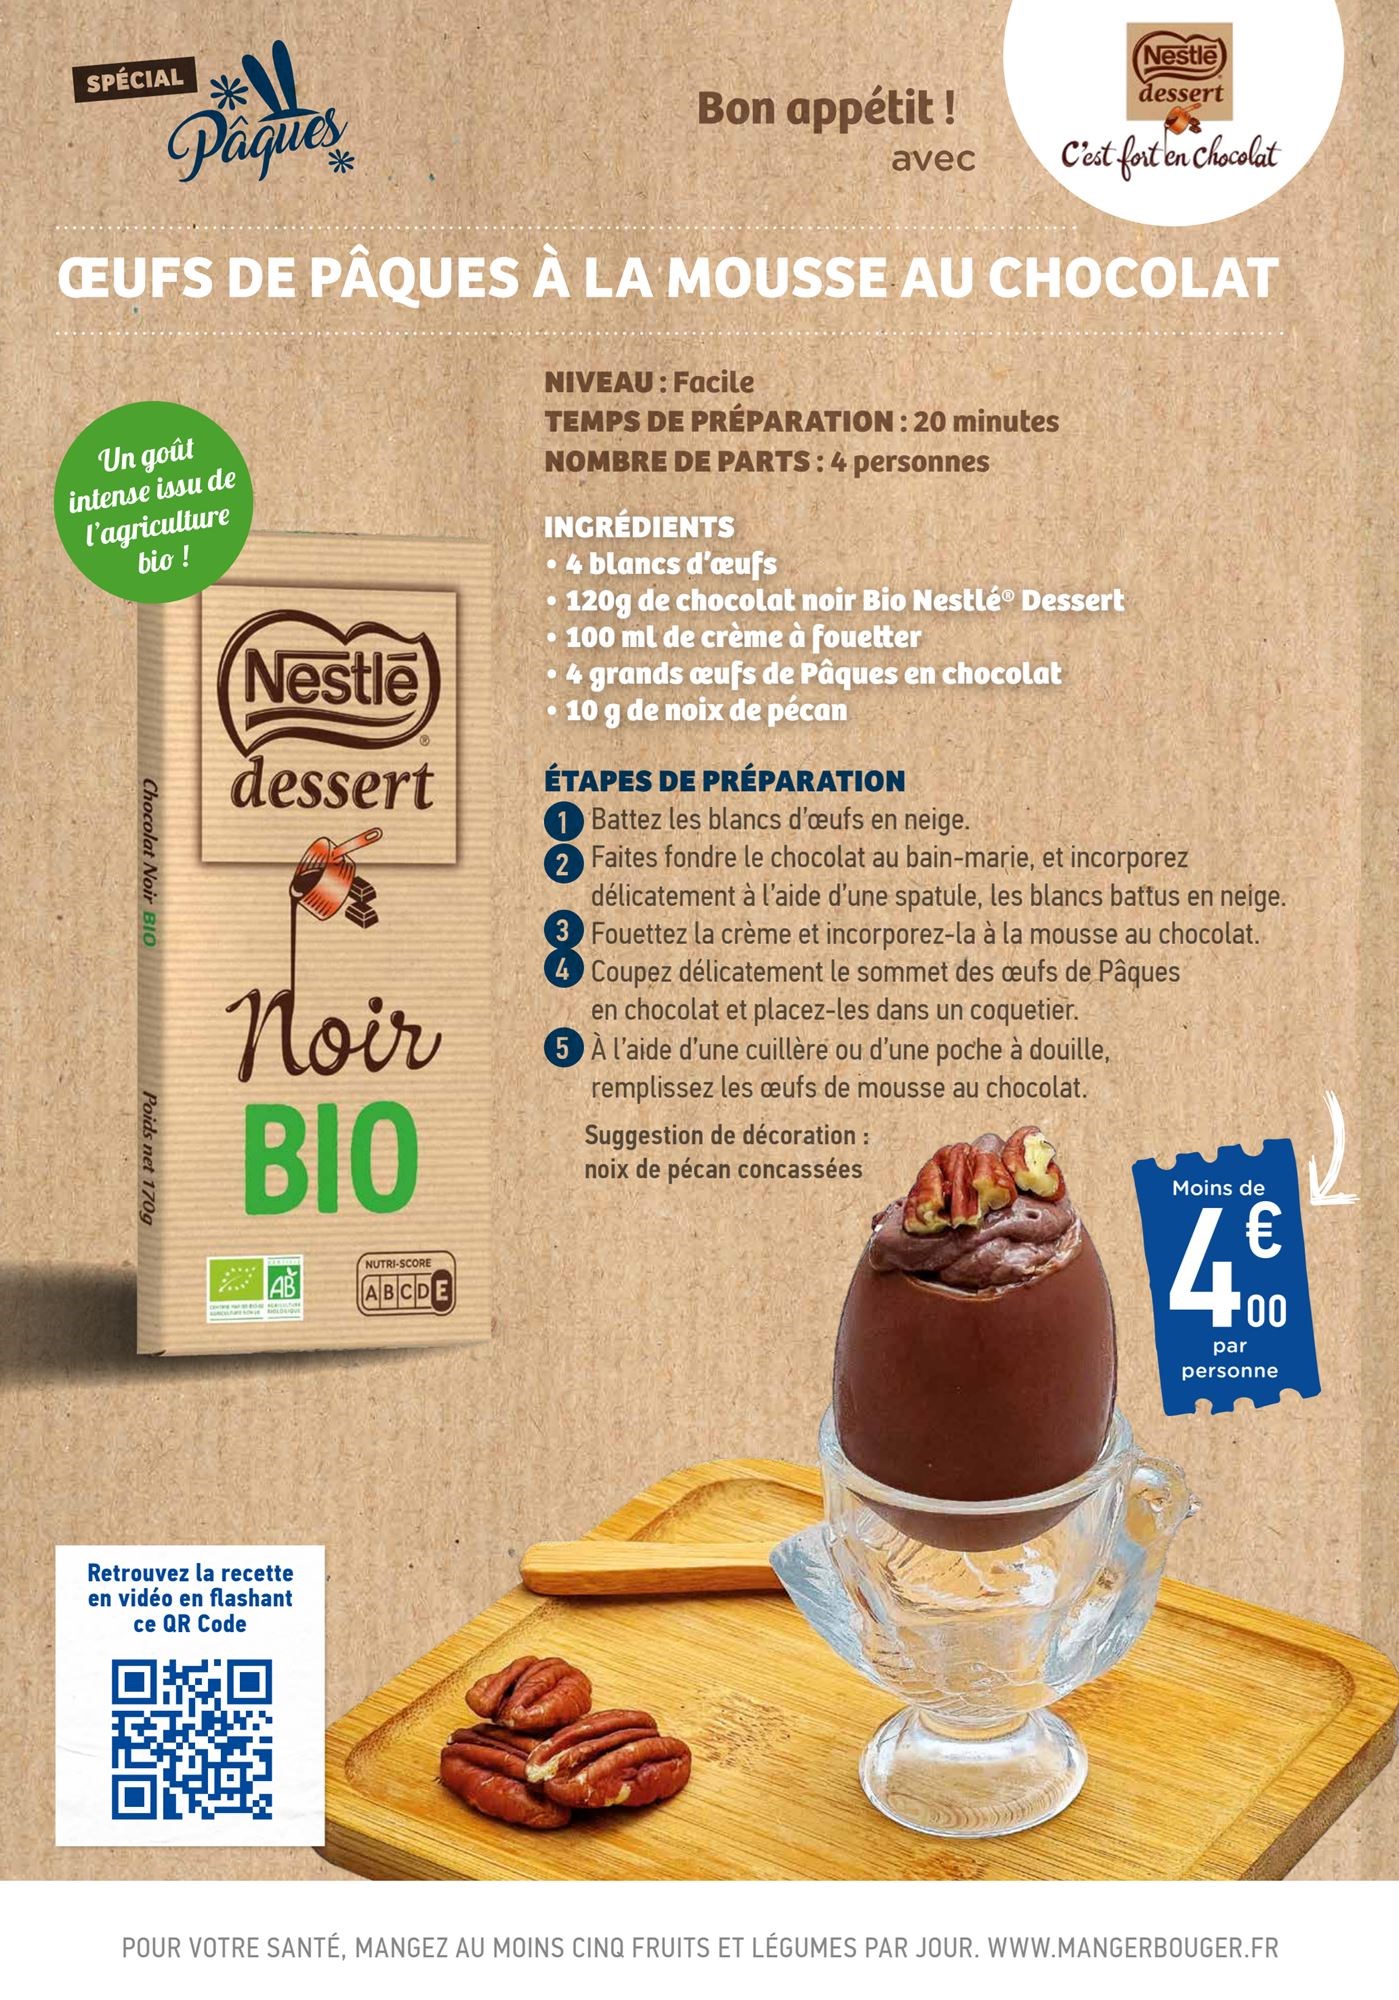 SPÉCIAL
Pâques
Bon appétit !
avec
Nestlé
dessert
C'est fort en Chocolat
ŒUFS DE PÂQUES À LA MOUSSE AU CHOCOLAT
NIVEAU : Facile
TEMPS DE PRÉPARATION : 20 minutes
NOMBRE DE PARTS : 4 personnes
Un goût
intense issu de
l'agriculture
bio !
INGRÉDIENTS
• 4 blancs d'œufs
• 120g de chocolat noir Bio Nestlé® Dessert
• 100 ml de crème à fouetter
• 4 grands œufs de Pâques en chocolat
• 10 g de noix de pécan
Nestlé®
dessert
Noir
BIO
Chocolat Noir BIO
Poids net 170g
AB
NUTRI-SCORE
A B C D E
ÉTAPES DE PRÉPARATION
1 Battez les blancs d'œufs en neige.
2 Faites fondre le chocolat au bain-marie, et incorporez
délicatement à l'aide d'une spatule, les blancs battus en neige.
3 Fouettez la crème et incorporez-la à la mousse au chocolat.
4 Coupez délicatement le sommet des œufs de Pâques
en chocolat et placez-les dans un coquetier.
5 À l'aide d'une cuillère ou d'une poche à douille,
remplissez les œufs de mousse au chocolat.
Suggestion de décoration :
noix de pécan concassées
Moins de
4€00
par
personne
Retrouvez la recette
en vidéo en flashant
ce QR Code
POUR VOTRE SANTÉ, MANGEZ AU MOINS CINQ FRUITS ET LÉGUMES PAR JOUR. WWW.MANGERBOUGER.FR